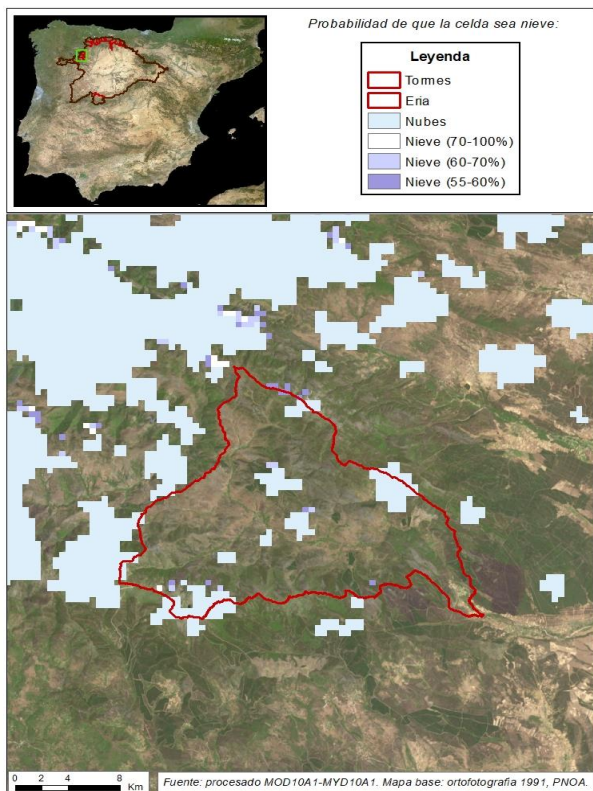 Probabilidad de que la celda sea nieve:
Leyenda
Tormes
Eria
Nubes
Nieve (70-100%)
Nieve (60-70%)
Nieve (55-60%)
0 2 4 8
Km
Fuente: procesado MOD10A1-MYD10A1. Mapa base: ortofotografía 1991, PNOA.